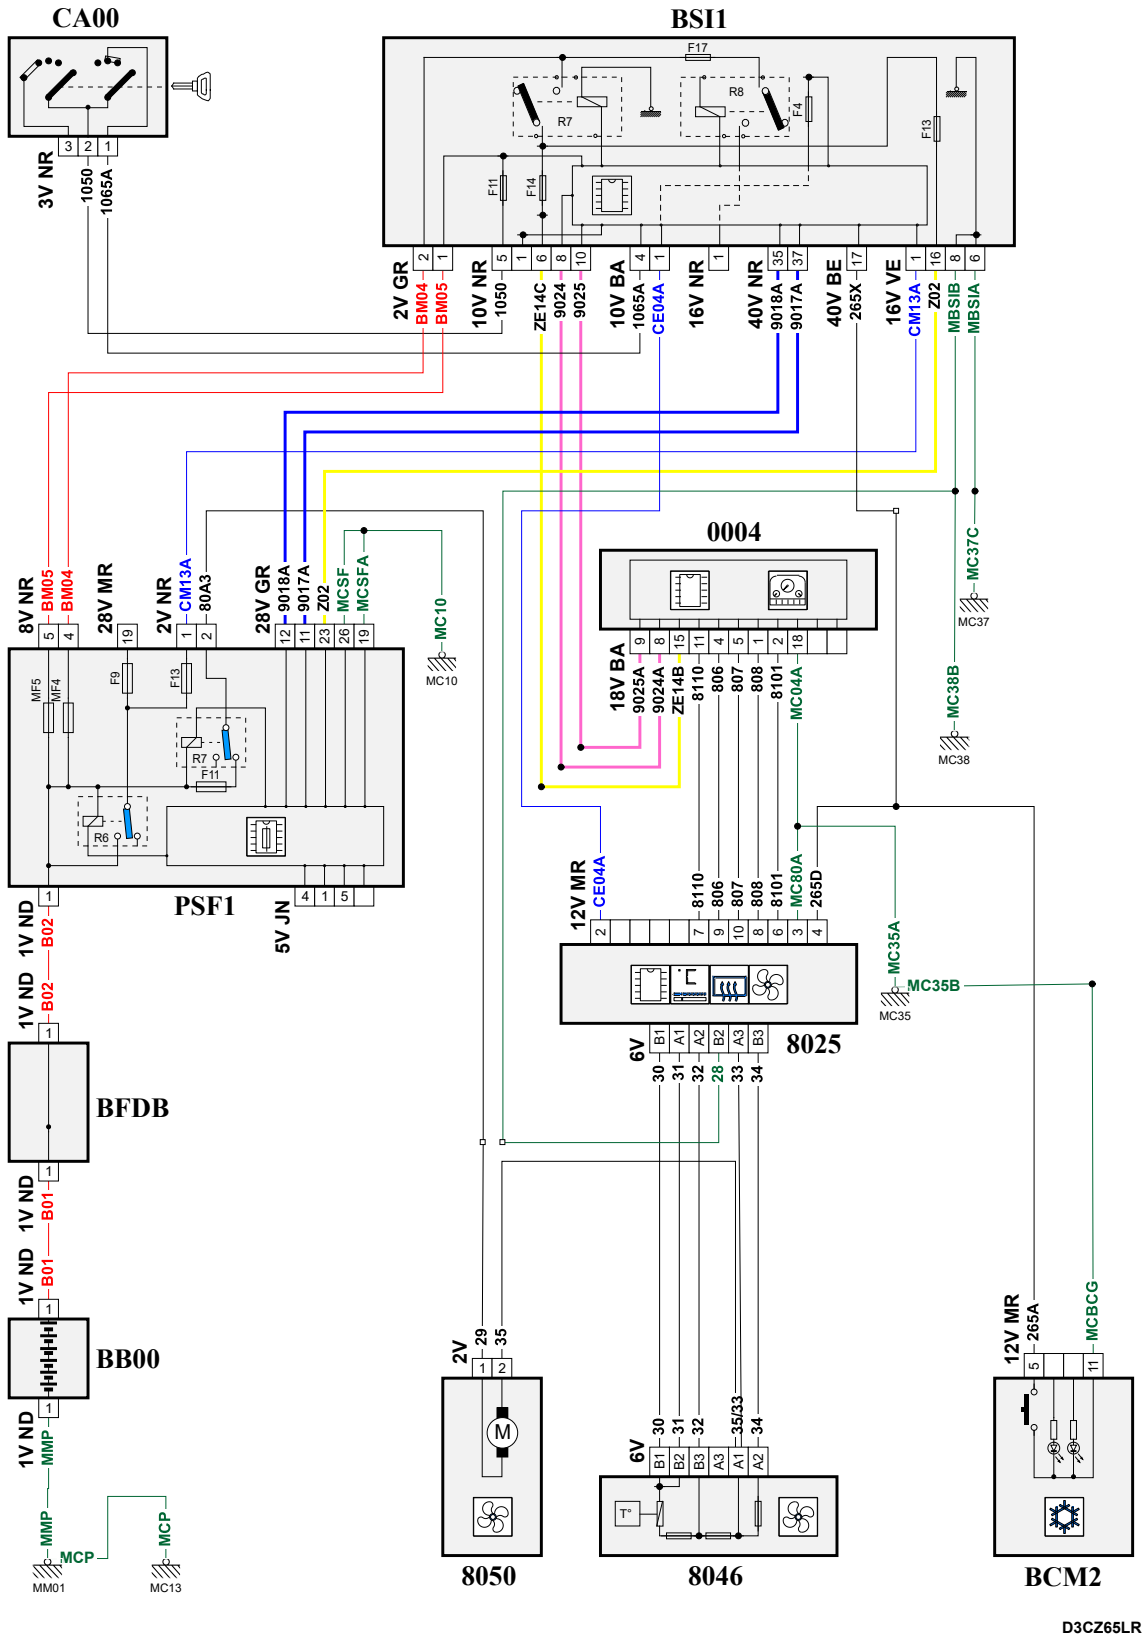 CA00
BSI1
F17
R7
R8
F4
F13
F11
F14
3 2 1
3V NR
1050
1065A
2 1
2V GR
BM04
BM05
5 1 6 8 10
10V NR
1050
ZE14C
9024
9025
4 1
10V BA
1065A
CE04A
1
16V NR
35 37
40V NR
9018A
9017A
17
40V BE
265X
1 16 8 6
16V VE
CM13A
Z02
MBSIB
MBSIA
MC37C
MC37
MC38B
MC38
8V NR
BM05
BM04
5 4
28V MR
19
2V NR
CM13A
80A3
1 2
28V GR
9018A
9017A
Z02
MCSF
MCSFA
12 11 23 26 19
MC10
MC10
MF5
MF4
F9
F13
R7
F11
R6
PSF1
1
4 1 5
5V JN
0004
9 8 15 11 4 5 1 2 18
18V BA
9025A
9024A
ZE14B
8110
806
807
808
8101
MC04A
12V MR
CE04A
8110
806
807
808
8101
MC80A
265D
2 7 9 10 8 6 3 4
°C
8025
6V
B1 A1 A2 B2 A3 B3
30
31
32
28
33
34
MC35A
MC35
MC35B
1V ND
B02
1V ND
B02
1
BFDB
1
1V ND
B01
1V ND
B01
1
BB00
1
1V ND
MMP
MMP
MM01
MCP
MCP
MC13
2V
29
35
1 2
M
8050
6V
30
31
32
35/33
34
B1 B2 B3 A3 A1 A2
T°
8046
12V MR
265A
MCBCG
5 11
BCM2
D3CZ65LR